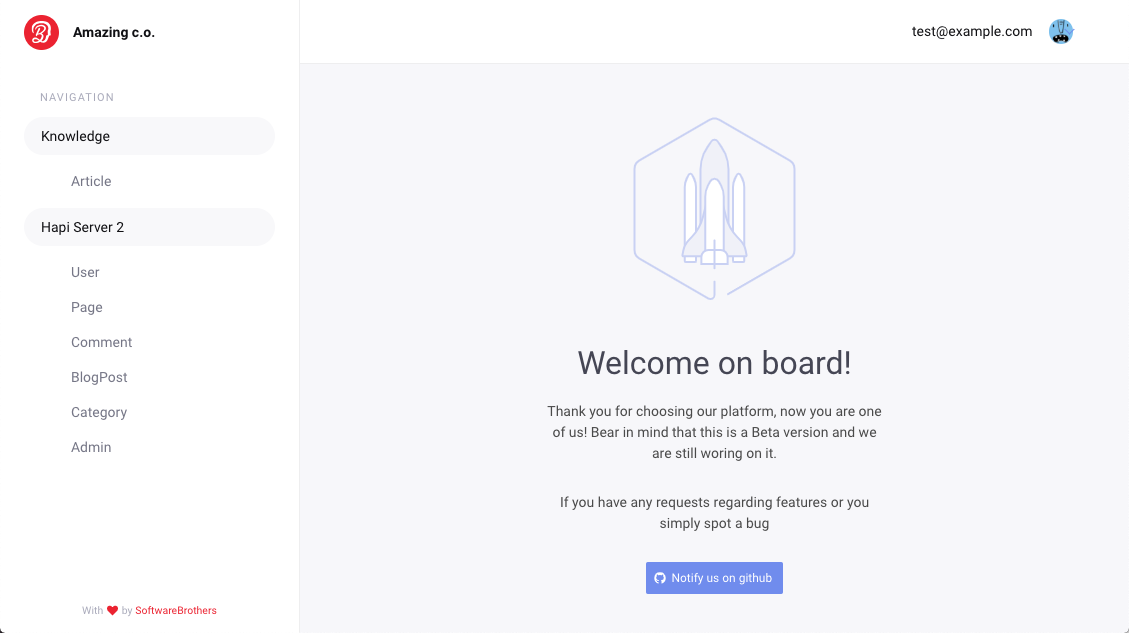 Amazing c.o.
test@example.com
NAVIGATION
Knowledge
Article
Hapi Server 2
User
Page
Comment
BlogPost
Category
Admin
With ❤ by SoftwareBrothers
Welcome on board!
Thank you for choosing our platform, now you are one
of us! Bear in mind that this is a Beta version and we
are still woring on it.
If you have any requests regarding features or you
simply spot a bug
Notify us on github